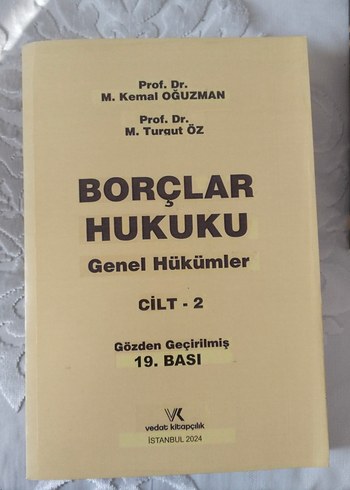 Prof. Dr.
M. Kemal OĞUZMAN
Prof. Dr.
M. Turgut ÖZ
BORÇLAR
HUKUKU
Genel Hükümler
CİLT - 2
Gözden Geçirilmiş
19. BASI
VK
vedat kitapçılık
İSTANBUL 2024